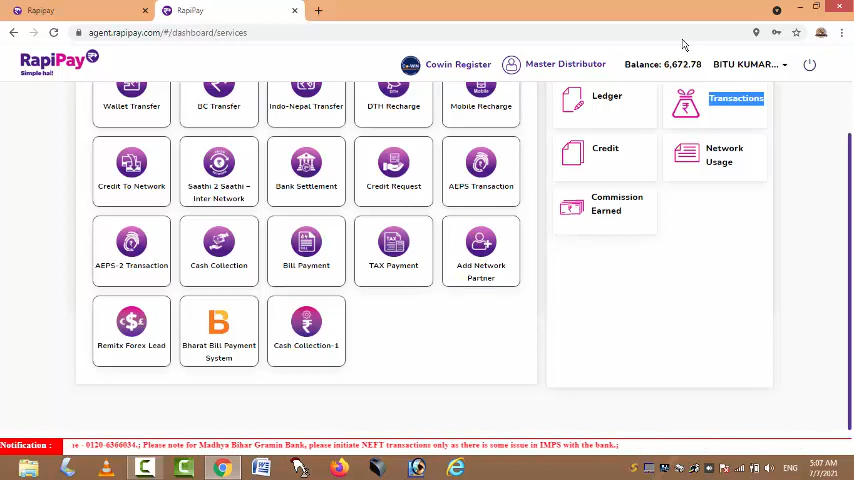 Rapipay
RapiPay
agent.rapipay.com/#/dashboard/services
RapiPay
Simple hai!
Co-WIN
Cowin Register
Master Distributor
Balance: 6,672.78
BITU KUMAR...
Wallet Transfer
BC Transfer
Indo-Nepal Transfer
DTH Recharge
Mobile Recharge
Ledger
Transactions
Credit To Network
Saathi 2 Saathi –
Inter Network
Bank Settlement
Credit Request
AEPS Transaction
Credit
Network
Usage
Commission
Earned
AEPS-2 Transaction
Cash Collection
Bill Payment
TAX Payment
Add Network
Partner
Remitx Forex Lead
Bharat Bill Payment
System
Cash Collection-1
Notification :
ne - 0120-6366034.; Please note for Madhya Bihar Gramin Bank, please initiate NEFT transactions only as there is some issue in IMPS with the bank.;
ENG
5:07 AM
7/7/2021